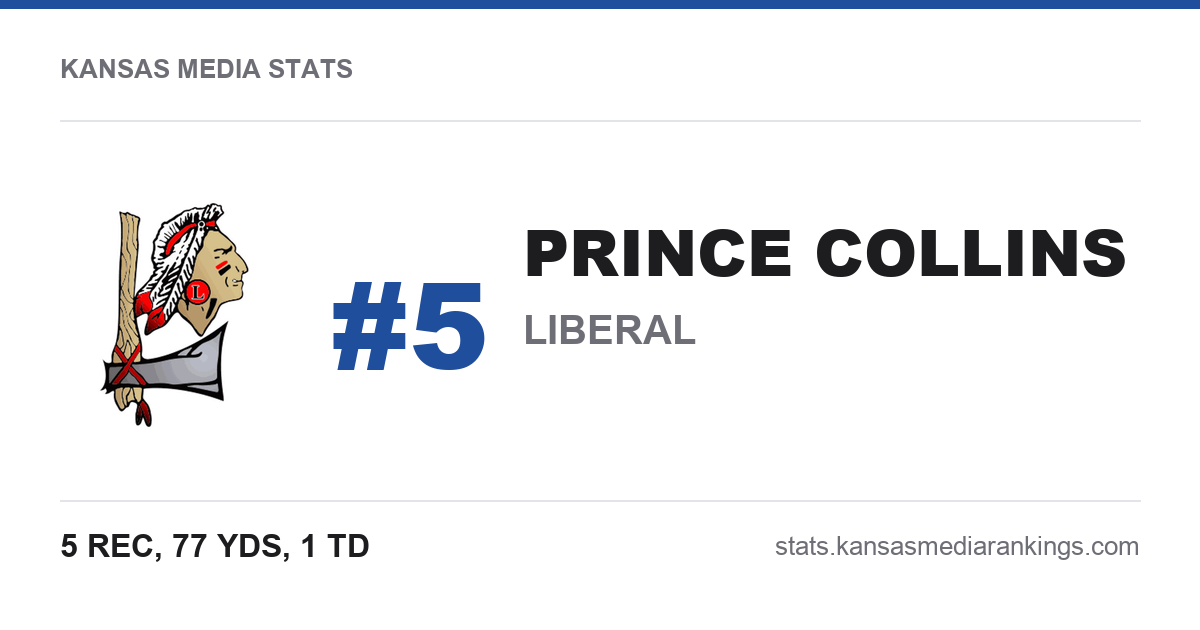 KANSAS MEDIA STATS
L
#5
PRINCE COLLINS
LIBERAL
5 REC, 77 YDS, 1 TD
stats.kansasmediarankings.com